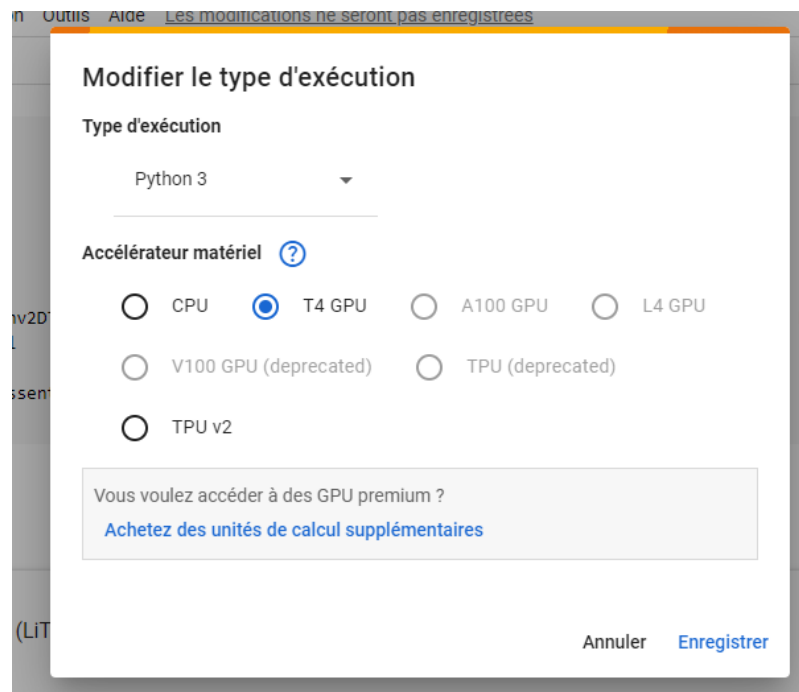 Outils Aide Les modifications ne seront pas enregistrées
Modifier le type d'exécution
Type d'exécution
Python 3
Accélérateur matériel ?
CPU T4 GPU A100 GPU L4 GPU
V100 GPU (deprecated) TPU (deprecated)
TPU v2
Vous voulez accéder à des GPU premium ?
Achetez des unités de calcul supplémentaires
(LiT
Annuler Enregistrer